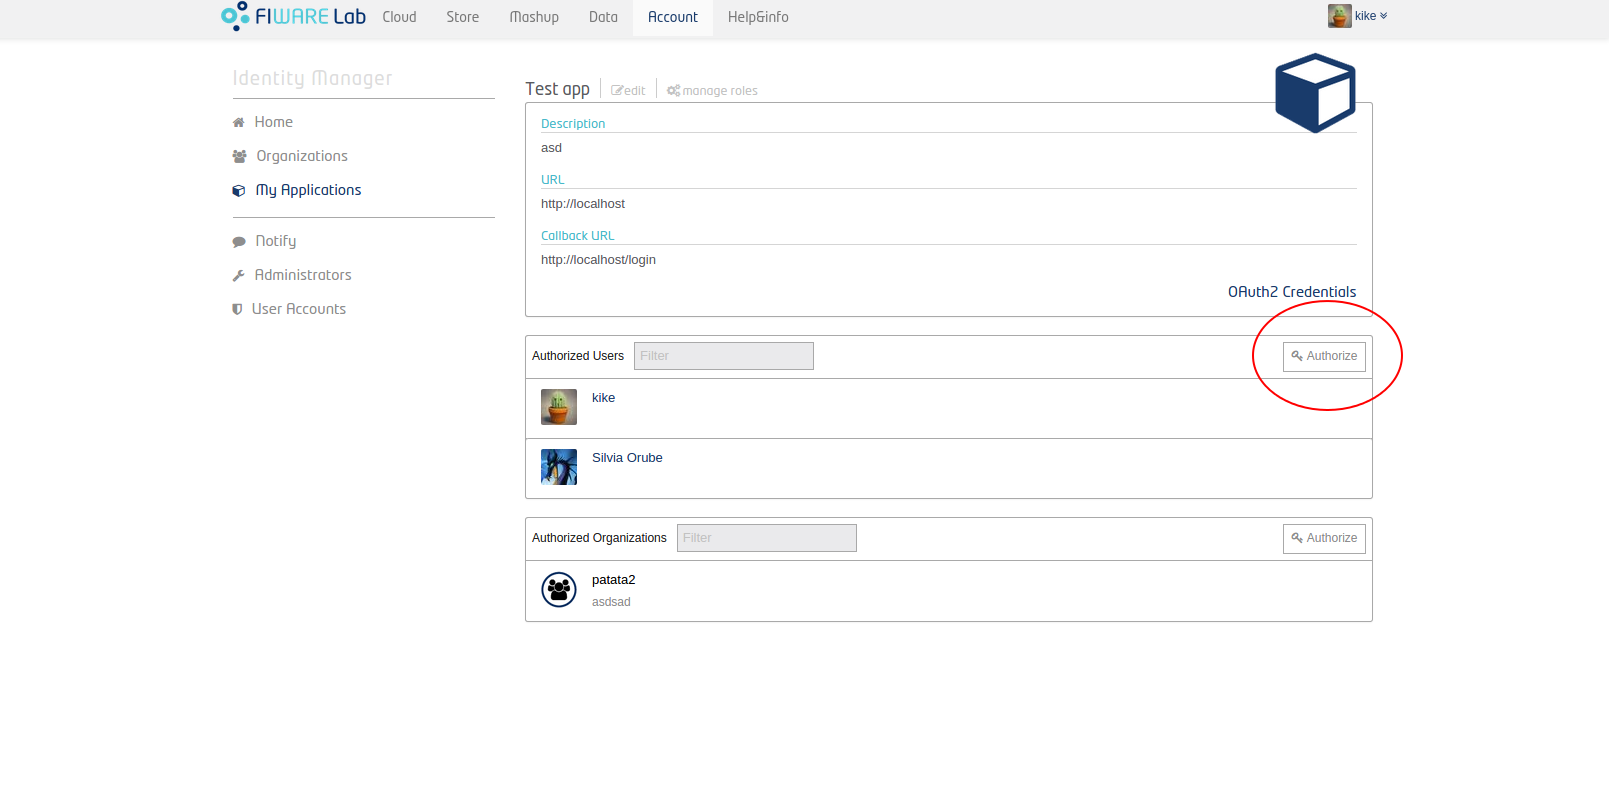 FIWARE Lab Cloud Store Mashup Data Account Help&info kike
Identity Manager
Home
Organizations
My Applications
Notify
Administrators
User Accounts
Test app edit manage roles
Description
asd
URL
http://localhost
Callback URL
http://localhost/login
OAuth2 Credentials
Authorized Users Filter Authorize
kike
Silvia Orube
Authorized Organizations Filter Authorize
patata2
asdsad